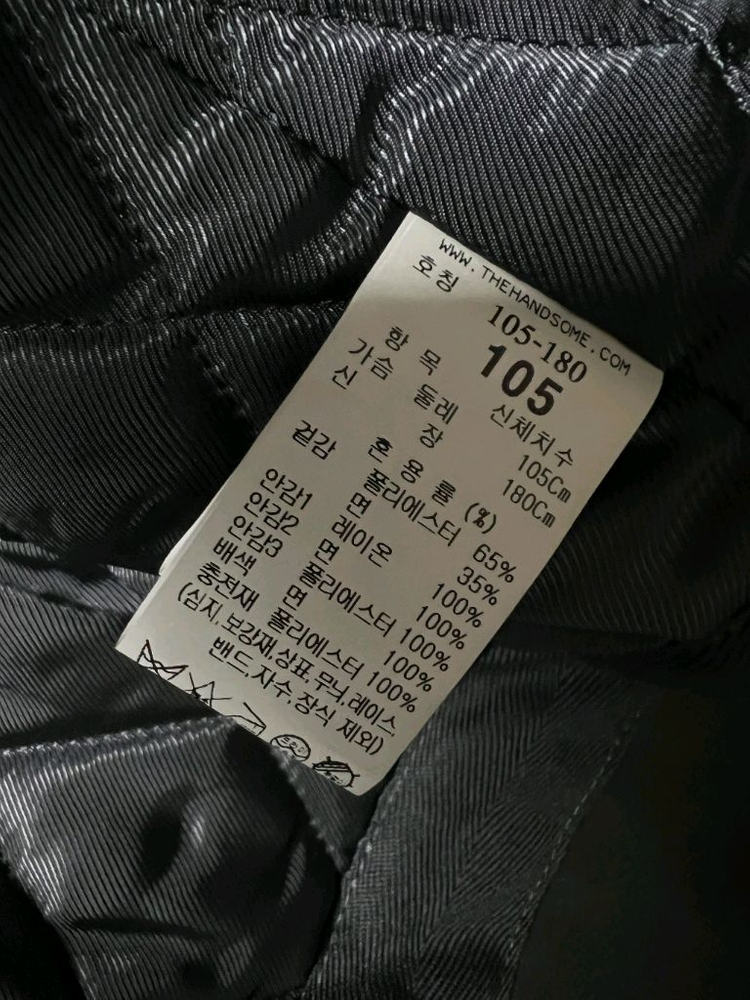 WWW.THEHANDSOME.COM
호칭
105-180
105
항 목 신체치수
가슴 둘레 105Cm
신 장 180Cm
혼 용 률 (%)
겉감 폴리에스터 65%
면 35%
안감1 레이온 100%
안감2 면 100%
안감3 폴리에스터 100%
배색 면 100%
충전재 폴리에스터 100%
(심지,보강재,상표,무늬,레이스,
밴드,자수,장식 제외)